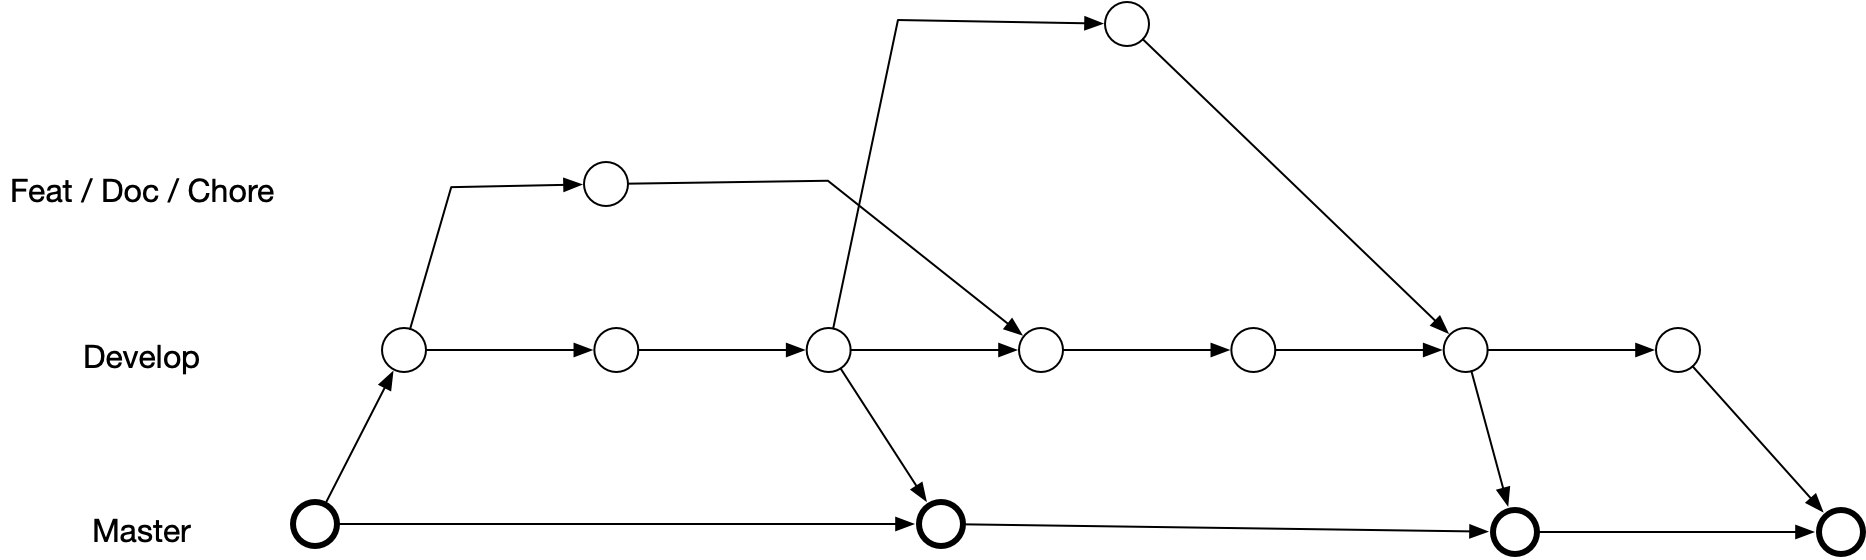 Feat / Doc / Chore
Develop
Master